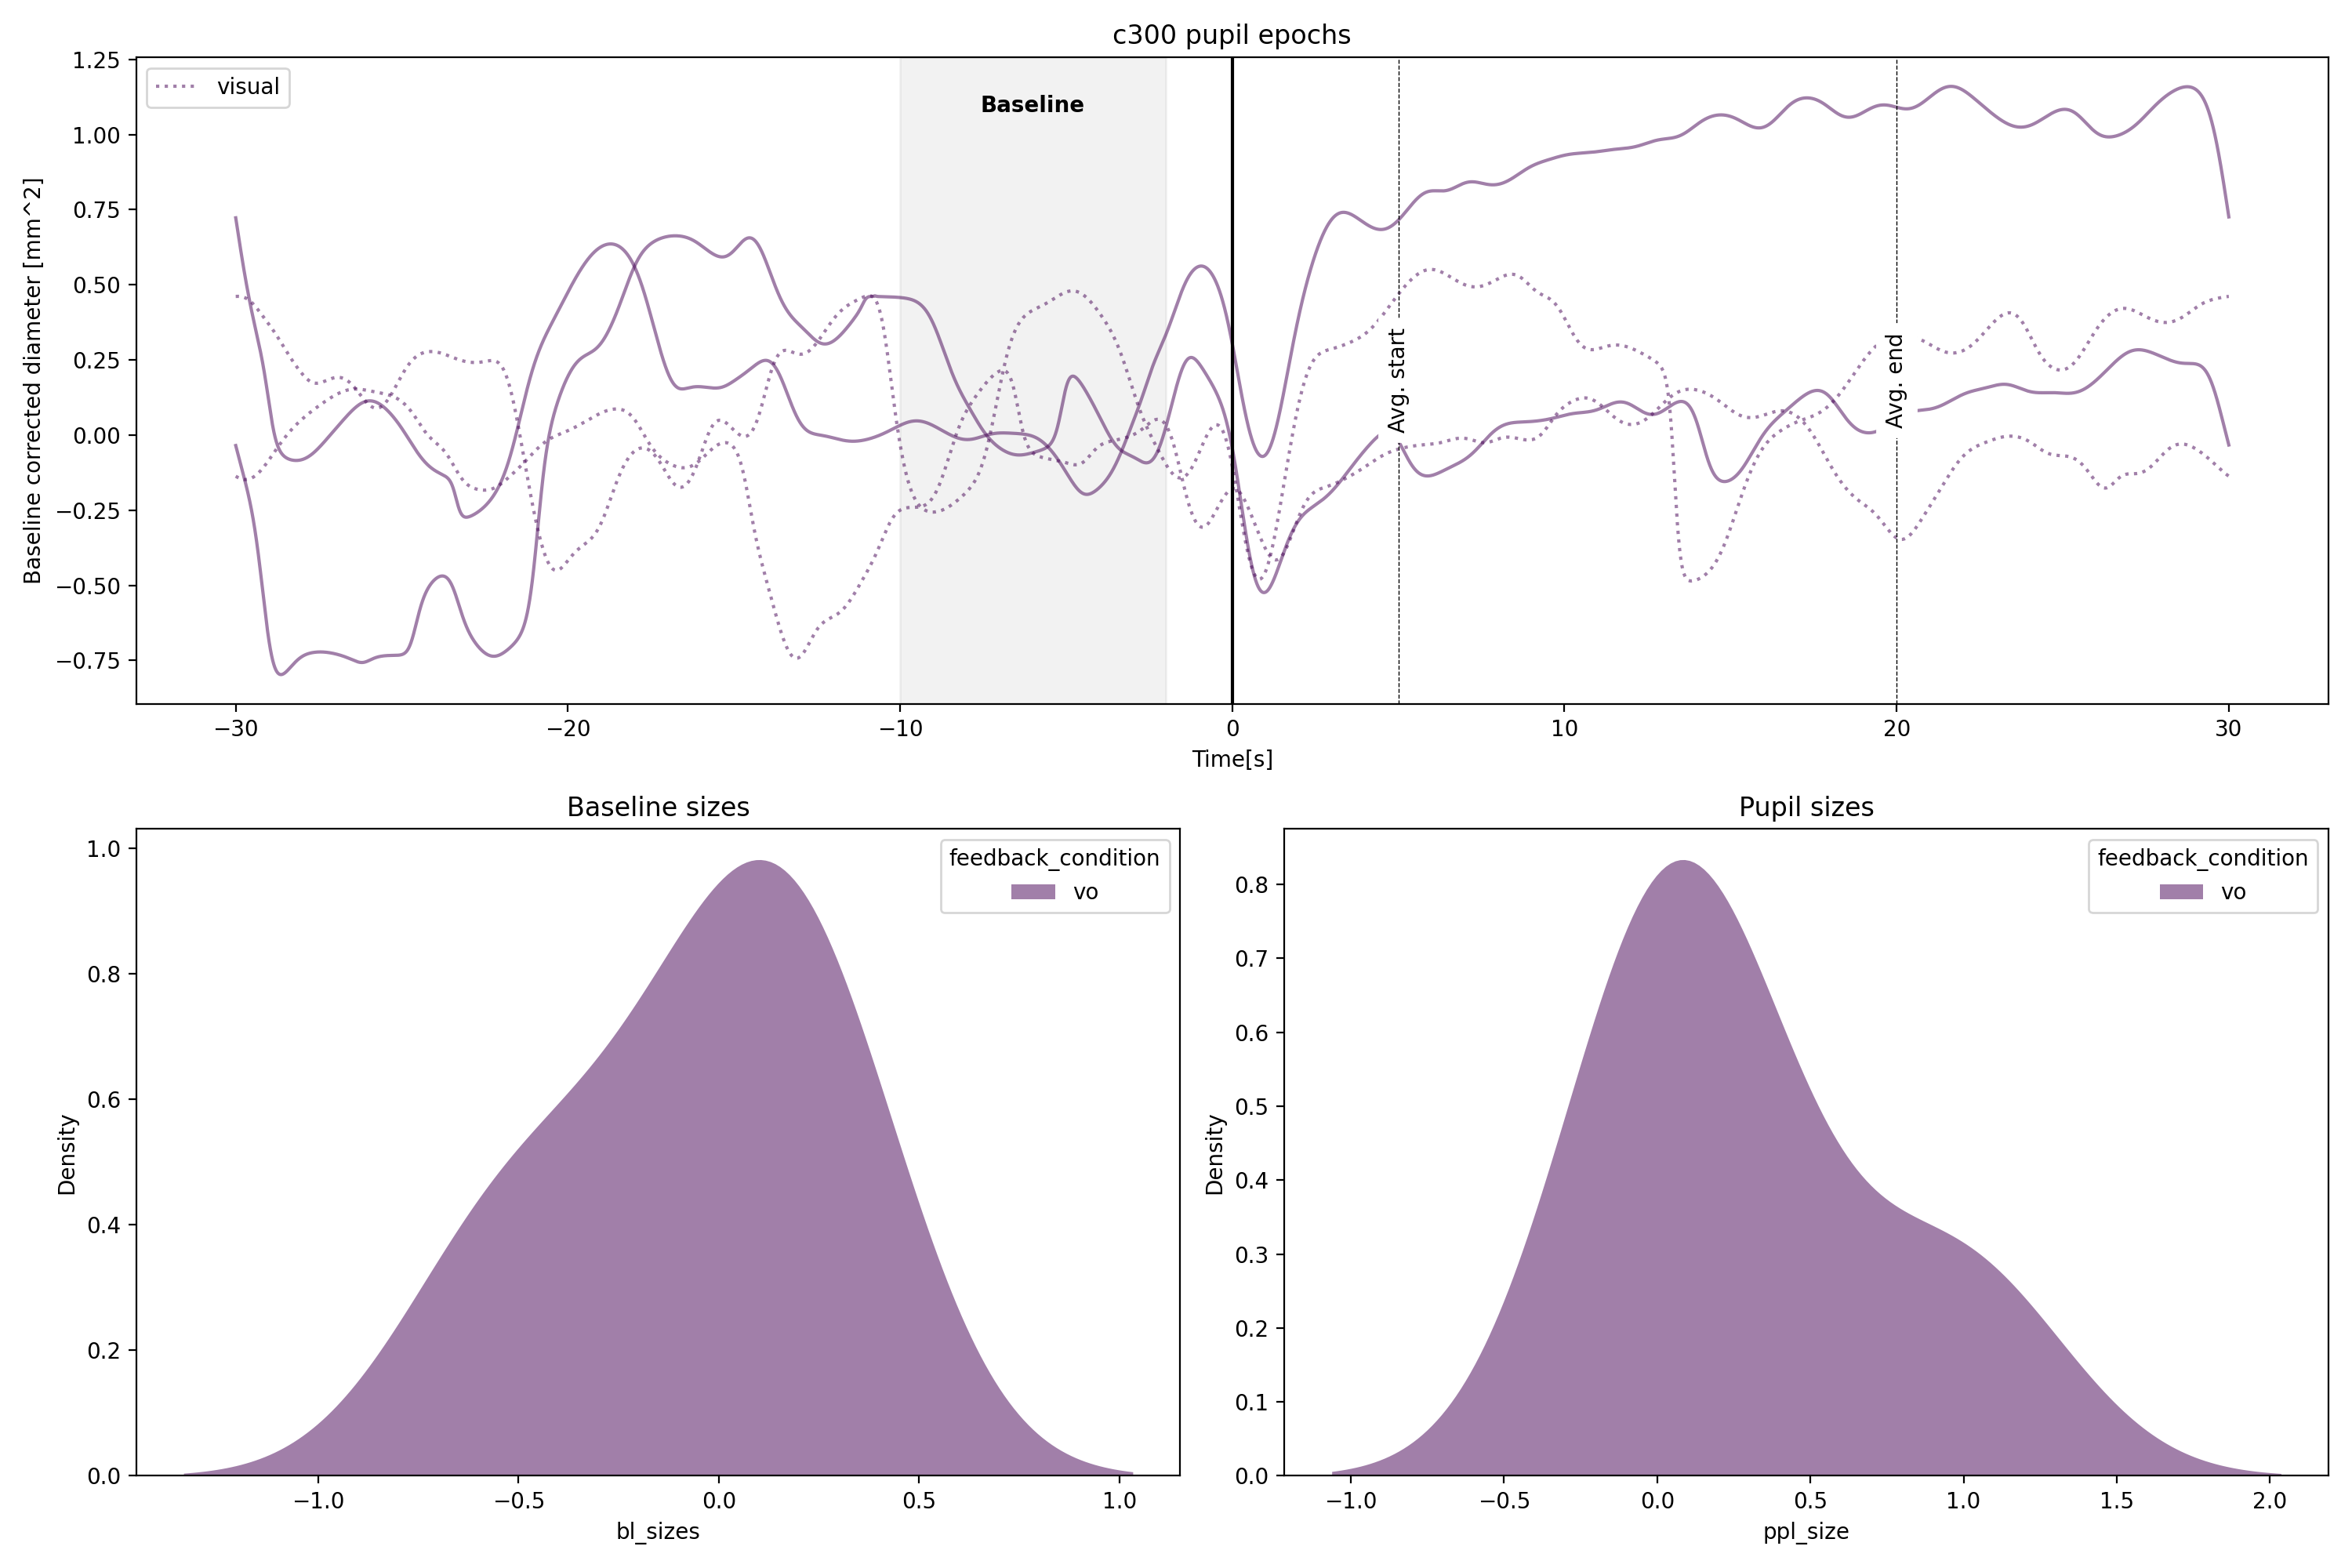 c300 pupil epochs
visual
Baseline
Avg. start
Avg. end
Baseline corrected diameter [mm^2]
1.25
1.00
0.75
0.50
0.25
0.00
−0.25
−0.50
−0.75
−30
−20
−10
0
10
20
30
Time[s]
Baseline sizes
feedback_condition
vo
Density
1.0
0.8
0.6
0.4
0.2
0.0
−1.0
−0.5
0.0
0.5
1.0
bl_sizes
Pupil sizes
feedback_condition
vo
Density
0.8
0.7
0.6
0.5
0.4
0.3
0.2
0.1
0.0
−1.0
−0.5
0.0
0.5
1.0
1.5
2.0
ppl_size